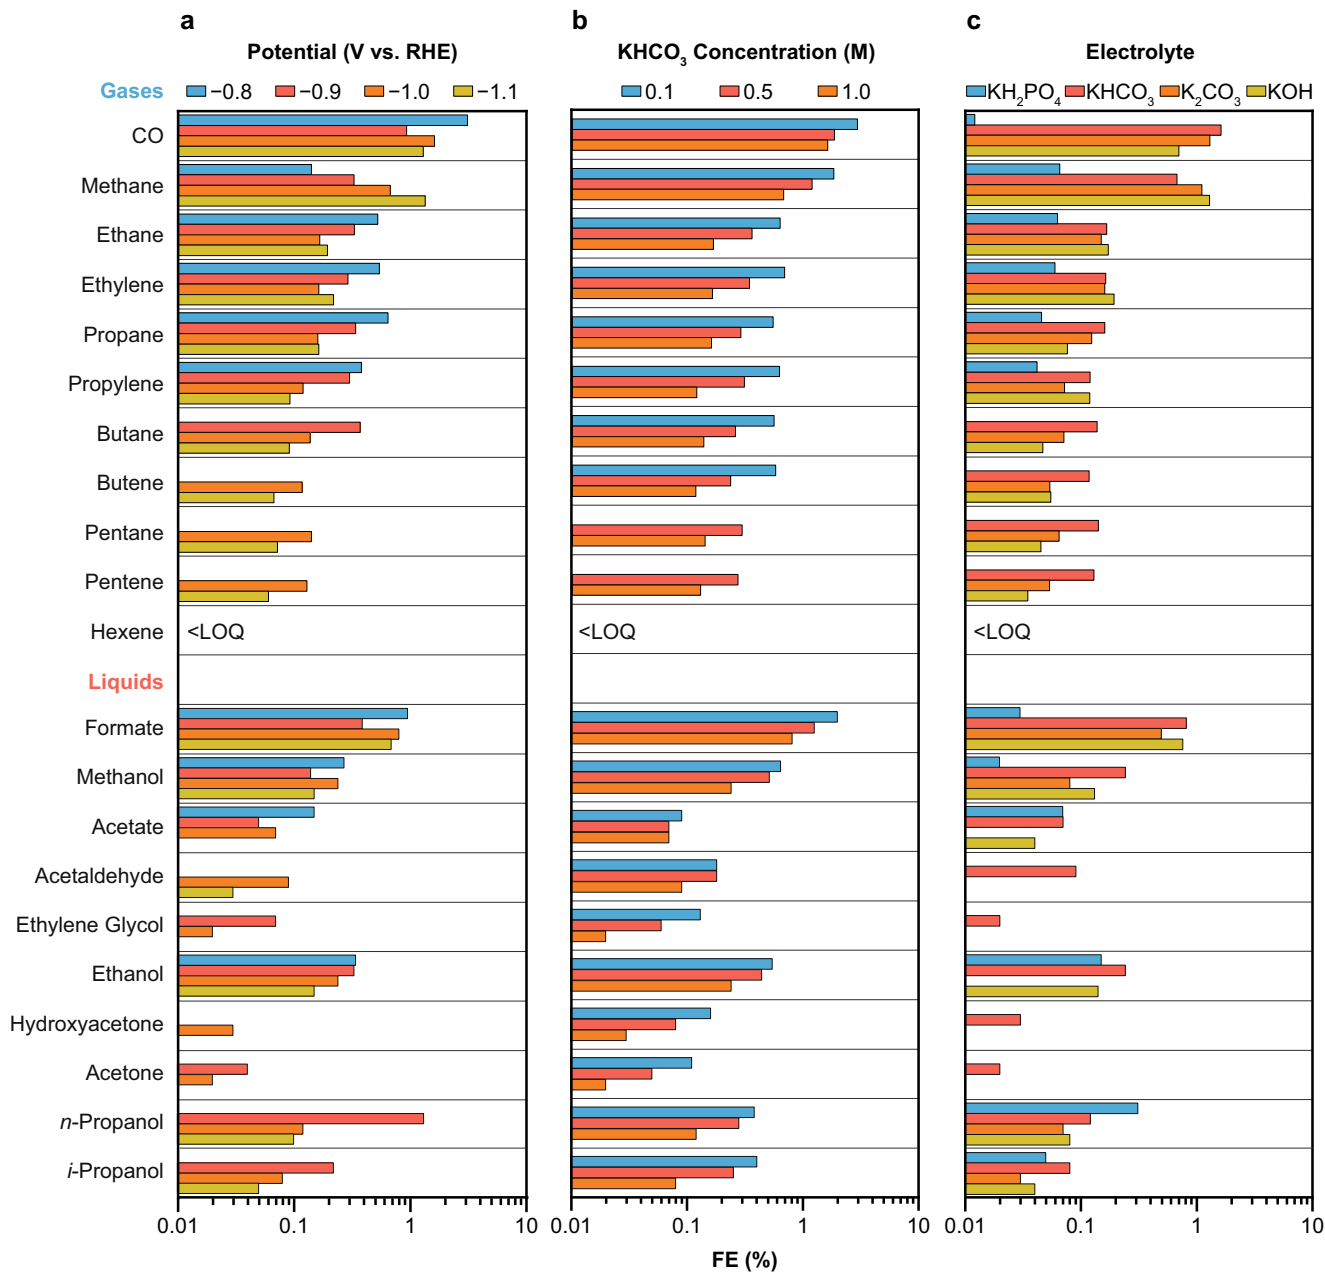 a
b
c
Potential (V vs. RHE)
KHCO₃ Concentration (M)
Electrolyte
Gases
−0.8 −0.9 −1.0 −1.1
0.1 0.5 1.0
KH₂PO₄ KHCO₃ K₂CO₃ KOH
CO
Methane
Ethane
Ethylene
Propane
Propylene
Butane
Butene
Pentane
Pentene
Hexene <LOQ <LOQ <LOQ
Liquids
Formate
Methanol
Acetate
Acetaldehyde
Ethylene Glycol
Ethanol
Hydroxyacetone
Acetone
n-Propanol
i-Propanol
0.01 0.1 1 10
0.01 0.1 1 10
0.01 0.1 1 10
FE (%)